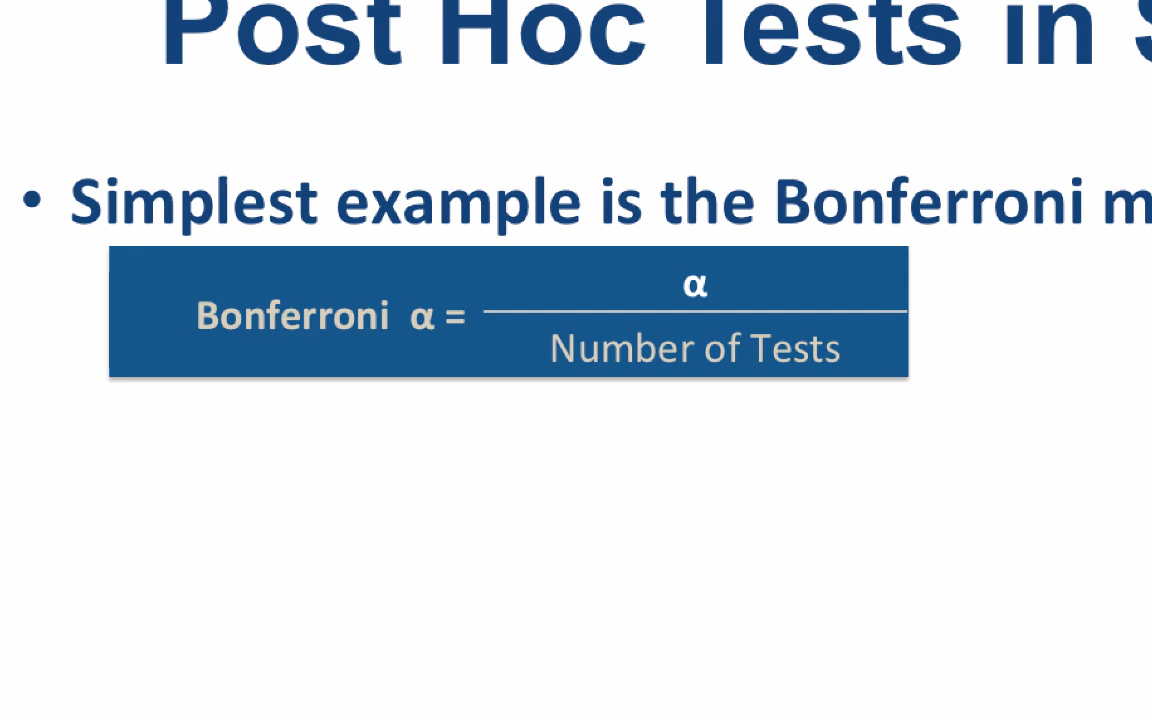 Post Hoc Tests in
• Simplest example is the Bonferroni
α
Bonferroni α =
Number of Tests